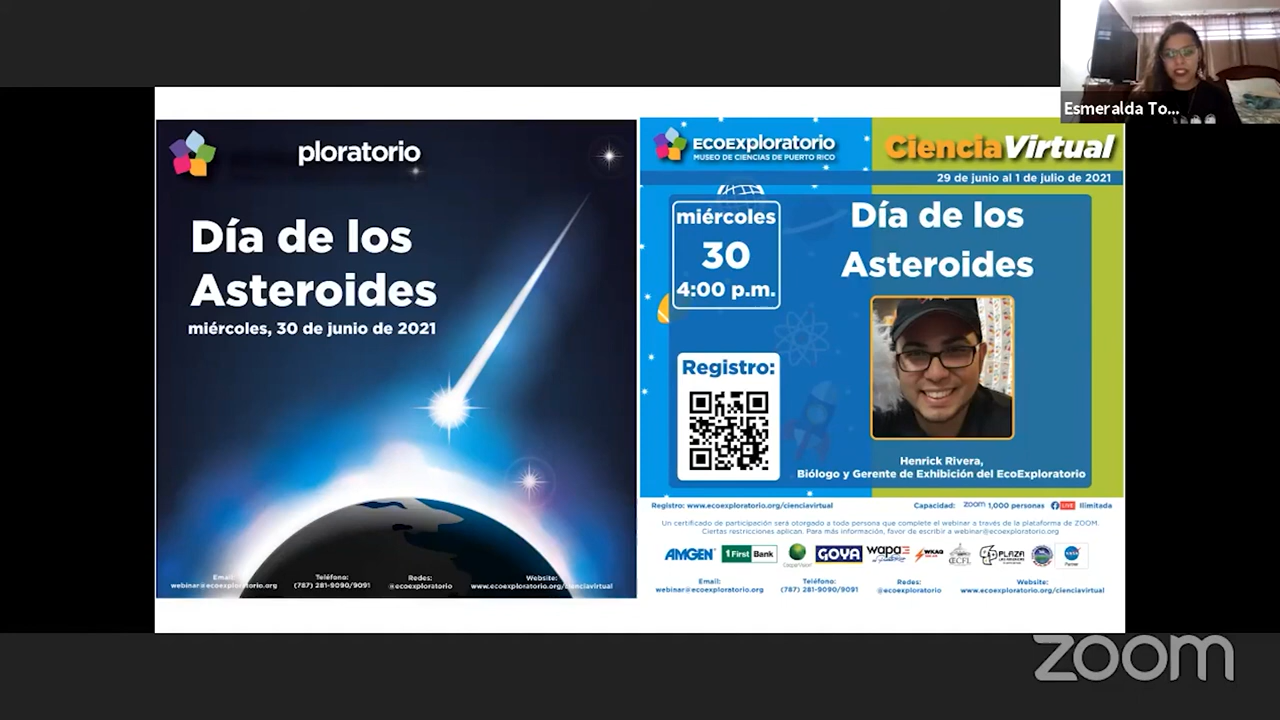 Esmeralda To...
ploratorio
Día de los
Asteroides
miércoles, 30 de junio de 2021
Email:
webinar@ecoexploratorio.org
Teléfono:
(787) 281-9090/9091
Redes:
@ecoexploratorio
Website:
www.ecoexploratorio.org/cienciavirtual
ECOEXPLORATORIO
MUSEO DE CIENCIAS DE PUERTO RICO
CienciaVirtual
29 de junio al 1 de julio de 2021
miércoles
30
4:00 p.m.
Día de los
Asteroides
Registro:
Henrick Rivera,
Biólogo y Gerente de Exhibición del EcoExploratorio
Registro: www.ecoexploratorio.org/cienciavirtual
Capacidad: zoom 1,000 personas LIVE Ilimitada
Un certificado de participación será otorgado a toda persona que complete el webinar a través de la plataforma de ZOOM.
Ciertas restricciones aplican. Para más información, favor de escribir a webinar@ecoexploratorio.org
AMGEN 1 FirstBank GOYA wapa WKAQ CECFL PLAZA NASA
Email:
webinar@ecoexploratorio.org
Teléfono:
(787) 281-9090/9091
Redes:
@ecoexploratorio
Website:
www.ecoexploratorio.org/cienciavirtual
zoom